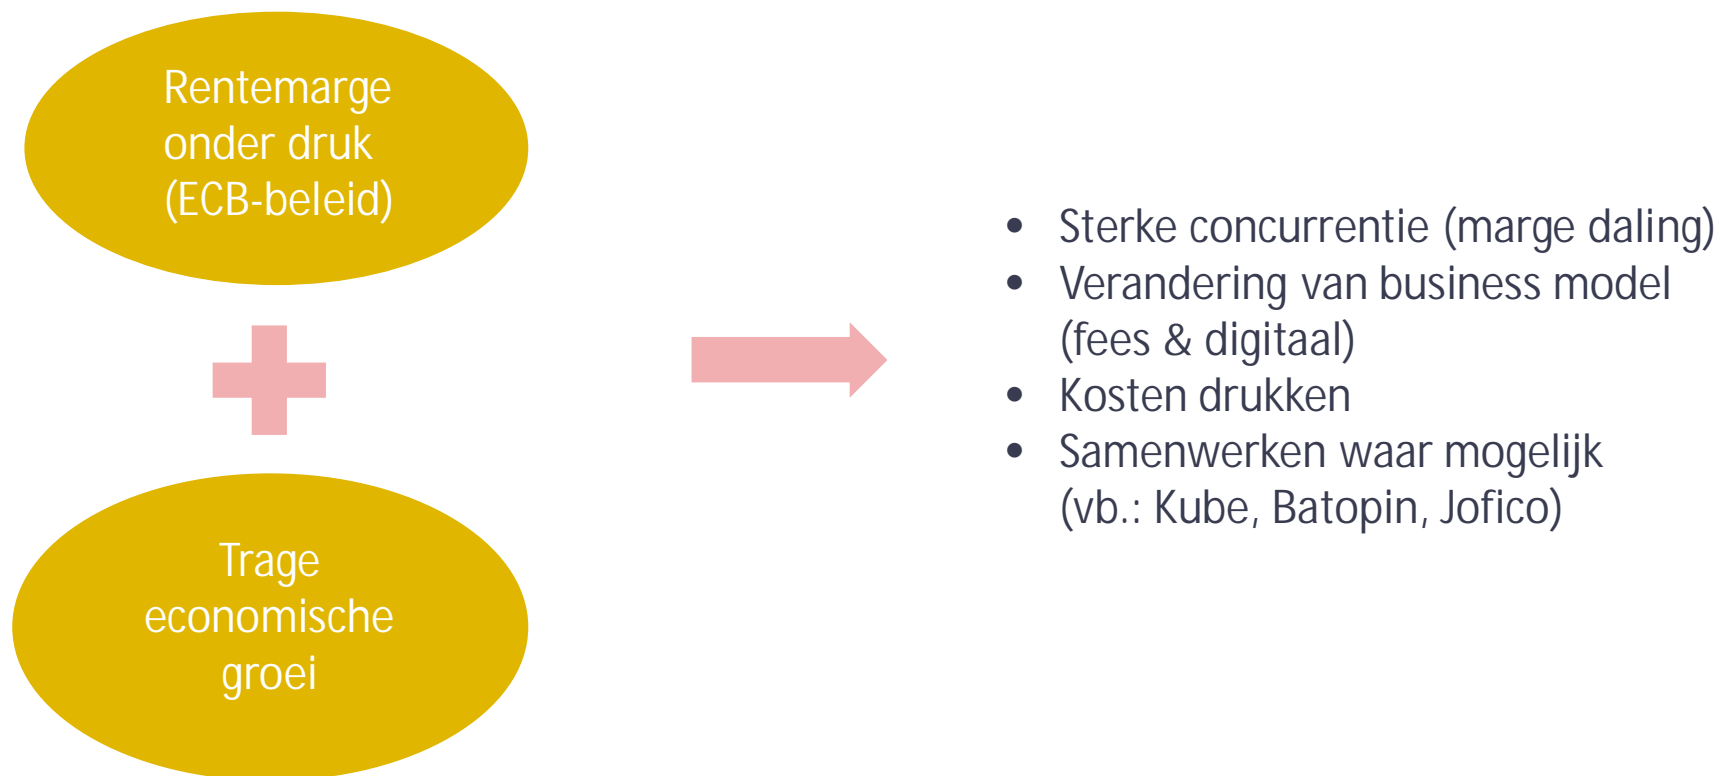 Rentemarge
onder druk
(ECB-beleid)
Trage
economische
groei
• Sterke concurrentie (marge daling)
• Verandering van business model
(fees & digitaal)
• Kosten drukken
• Samenwerken waar mogelijk
(vb.: Kube, Batopin, Jofico)